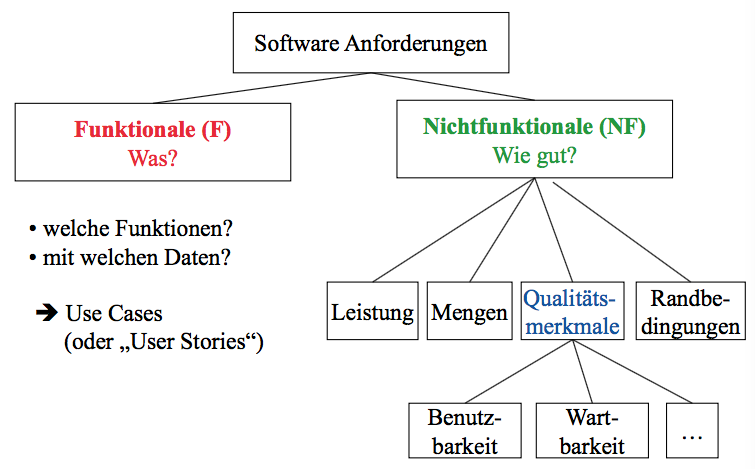 Software Anforderungen
Funktionale (F)
Was?
Nichtfunktionale (NF)
Wie gut?
• welche Funktionen?
• mit welchen Daten?
➔ Use Cases
(oder „User Stories“)
Leistung
Mengen
Qualitäts-
merkmale
Randbe-
dingungen
Benutz-
barkeit
Wart-
barkeit
…